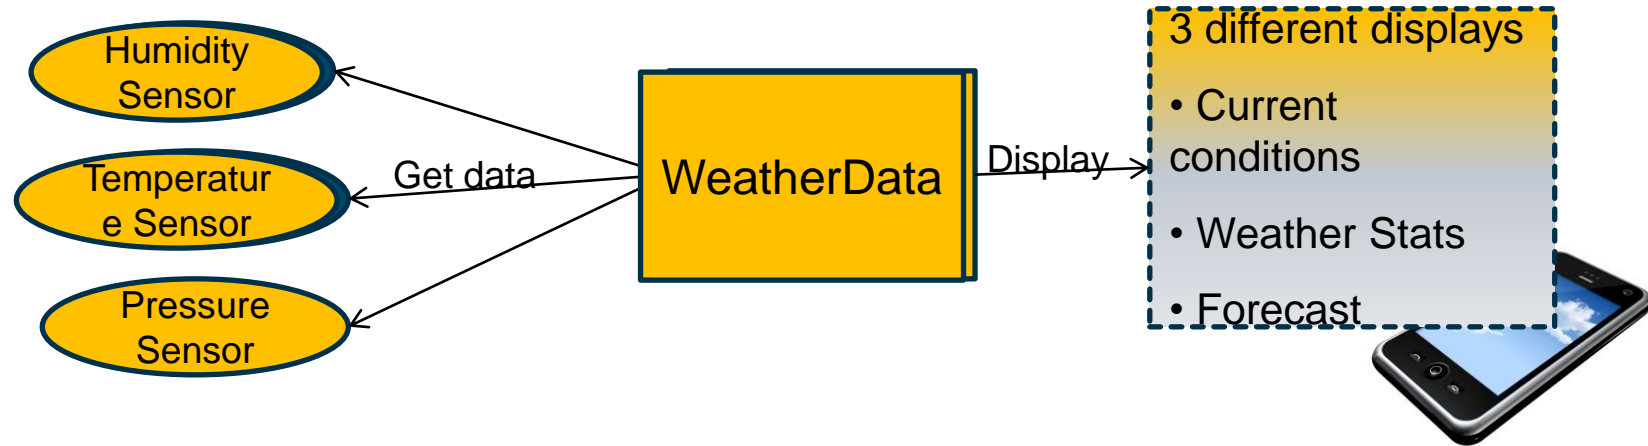 Humidity
Sensor
Temperatur
e Sensor
Pressure
Sensor
Get data
WeatherData
Display
3 different displays
• Current
conditions
• Weather Stats
• Forecast